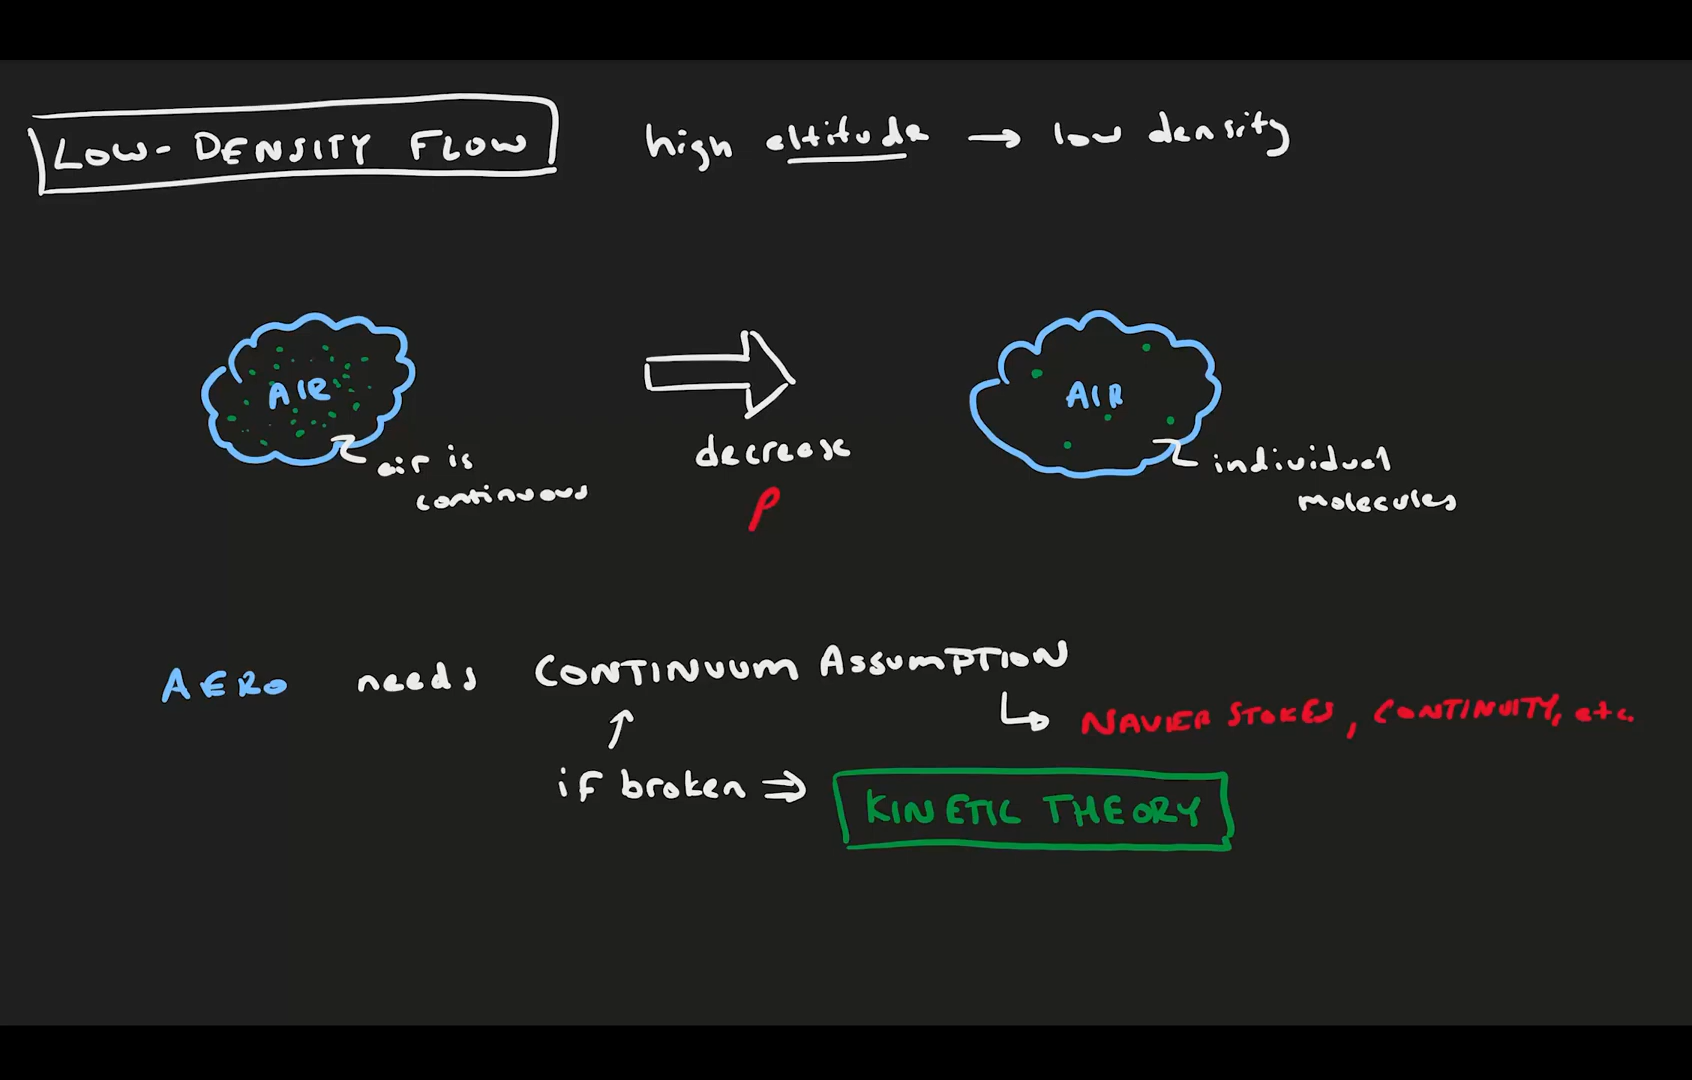 LOW-DENSITY FLOW
high altitude → low density
AIR
air is
continuous
decrease
ρ
AIR
individual
molecules
AERO needs CONTINUUM ASSUMPTION
NAVIER STOKES, CONTINUITY, etc.
if broken ⇒ KINETIC THEORY